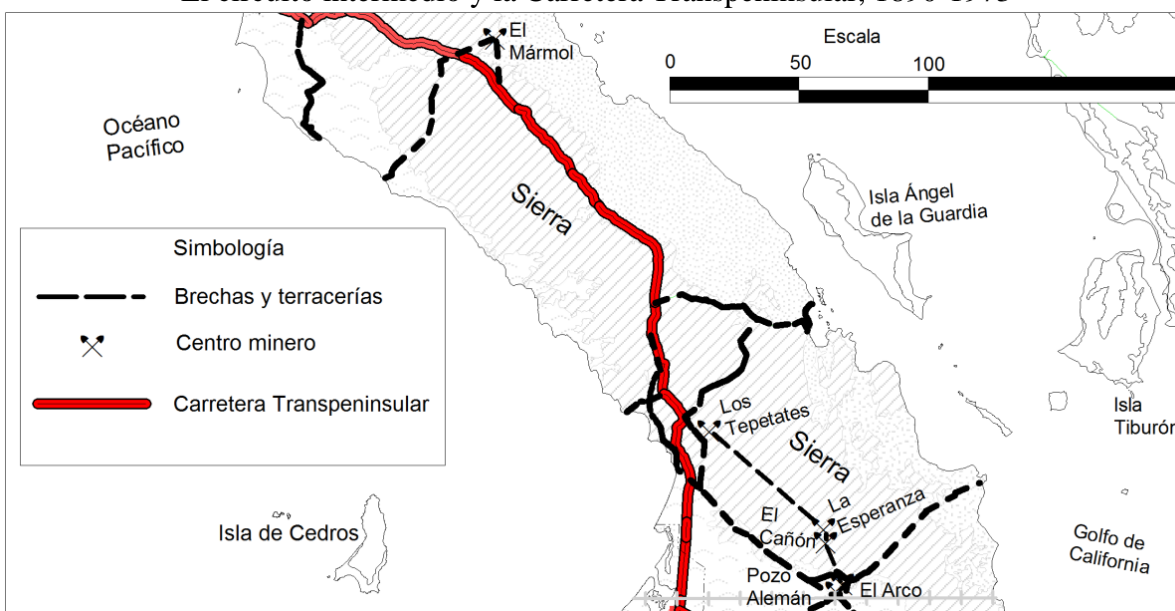 El circuito intermedio y la Carretera Transpeninsular, 1890-1973
El
Mármol
Escala
0
50
100
Océano
Pacífico
Sierra
Isla Ángel
de la Guardia
Simbología
Brechas y terracerías
Centro minero
Carretera Transpeninsular
Los
Tepetates
Isla
Tiburón
Sierra
La
Esperanza
El
Cañón
Isla de Cedros
Golfo de
California
Pozo
Alemán
El Arco